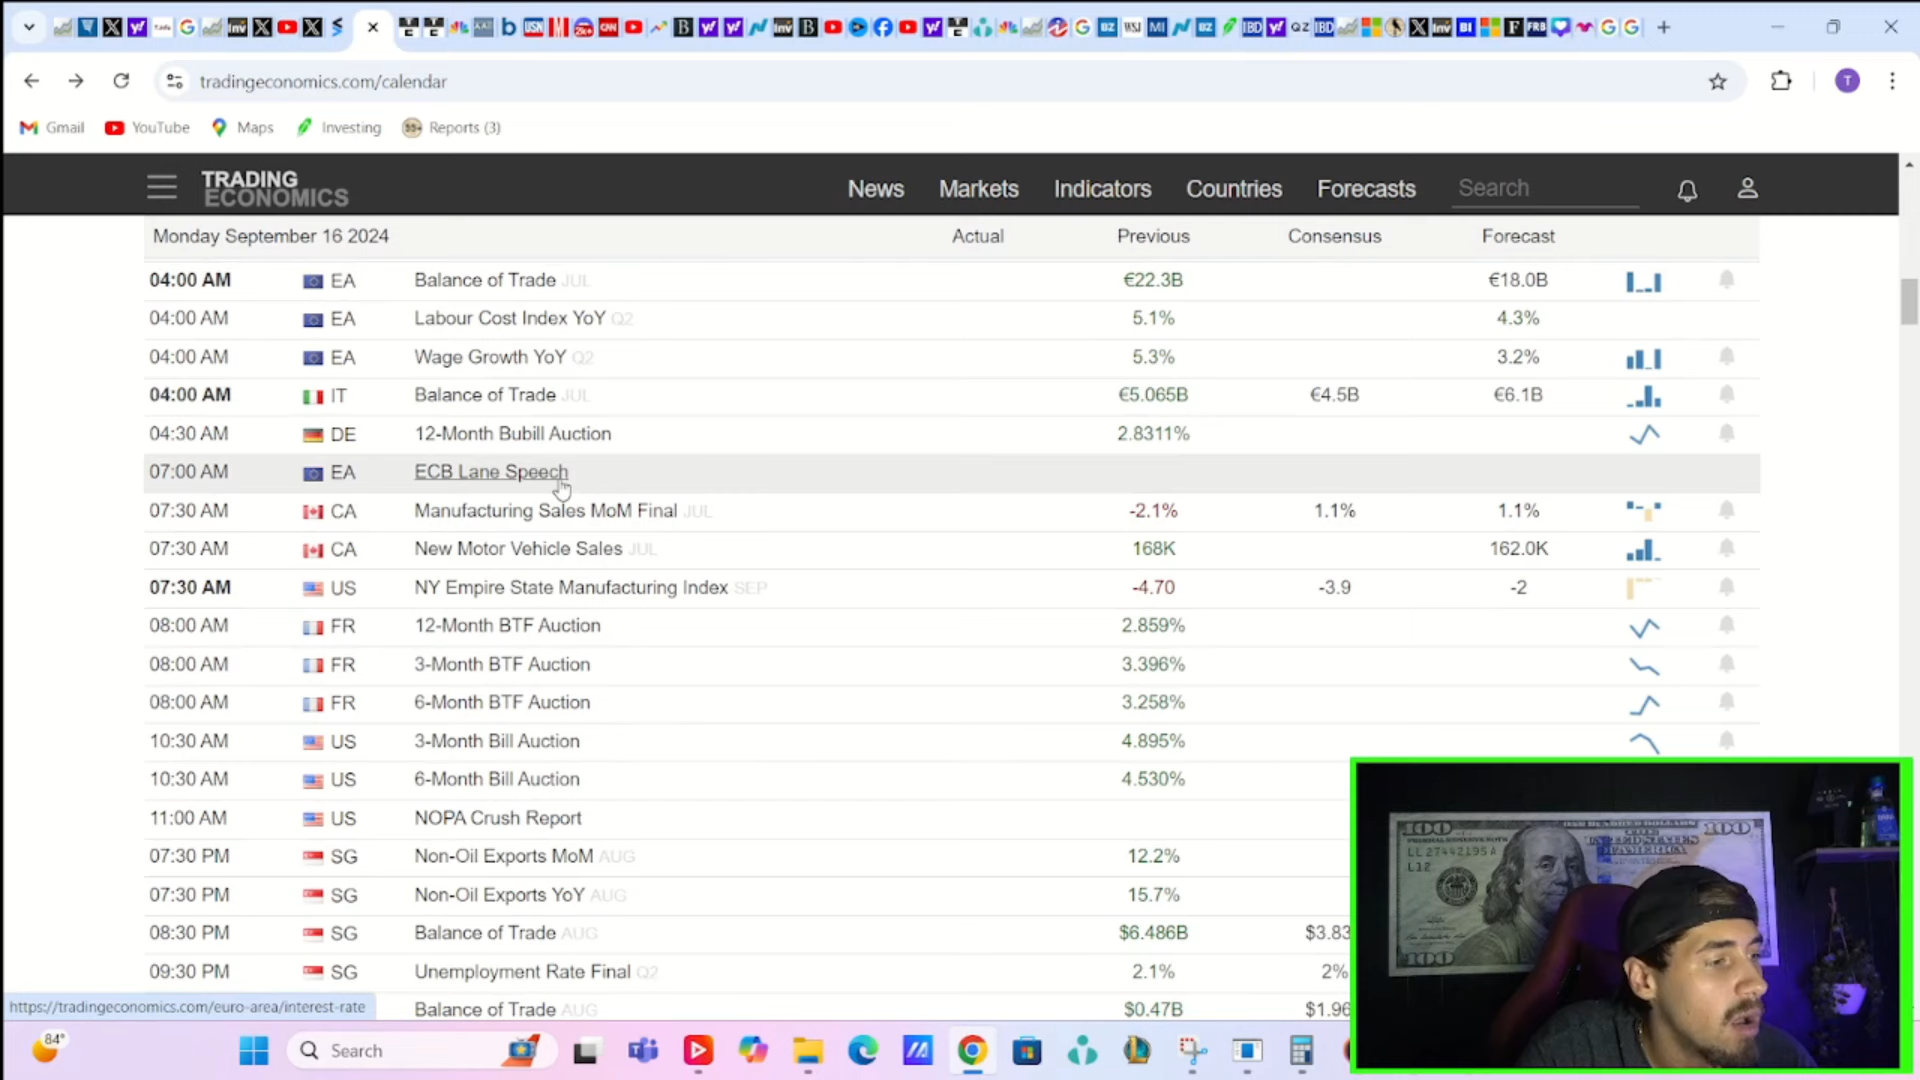 tradingeconomics.com/calendar
T
Gmail YouTube Maps Investing Reports (3)
TRADING
ECONOMICS
News Markets Indicators Countries Forecasts Search
Monday September 16 2024 Actual Previous Consensus Forecast
04:00 AM EA Balance of Trade JUL €22.3B €18.0B
04:00 AM EA Labour Cost Index YoY Q2 5.1% 4.3%
04:00 AM EA Wage Growth YoY Q2 5.3% 3.2%
04:00 AM IT Balance of Trade JUL €5.065B €4.5B €6.1B
04:30 AM DE 12-Month Bubill Auction 2.8311%
07:00 AM EA ECB Lane Speech
07:30 AM CA Manufacturing Sales MoM Final JUL -2.1% 1.1% 1.1%
07:30 AM CA New Motor Vehicle Sales JUL 168K 162.0K
07:30 AM US NY Empire State Manufacturing Index SEP -4.70 -3.9 -2
08:00 AM FR 12-Month BTF Auction 2.859%
08:00 AM FR 3-Month BTF Auction 3.396%
08:00 AM FR 6-Month BTF Auction 3.258%
10:30 AM US 3-Month Bill Auction 4.895%
10:30 AM US 6-Month Bill Auction 4.530%
11:00 AM US NOPA Crush Report
07:30 PM SG Non-Oil Exports MoM AUG 12.2%
07:30 PM SG Non-Oil Exports YoY AUG 15.7%
08:30 PM SG Balance of Trade AUG $6.486B $3.83
09:30 PM SG Unemployment Rate Final Q2 2.1% 2%
Balance of Trade AUG $0.47B $1.96
https://tradingeconomics.com/euro-area/interest-rate
100 100
LL 27442195 A
L12
100
84°
Search